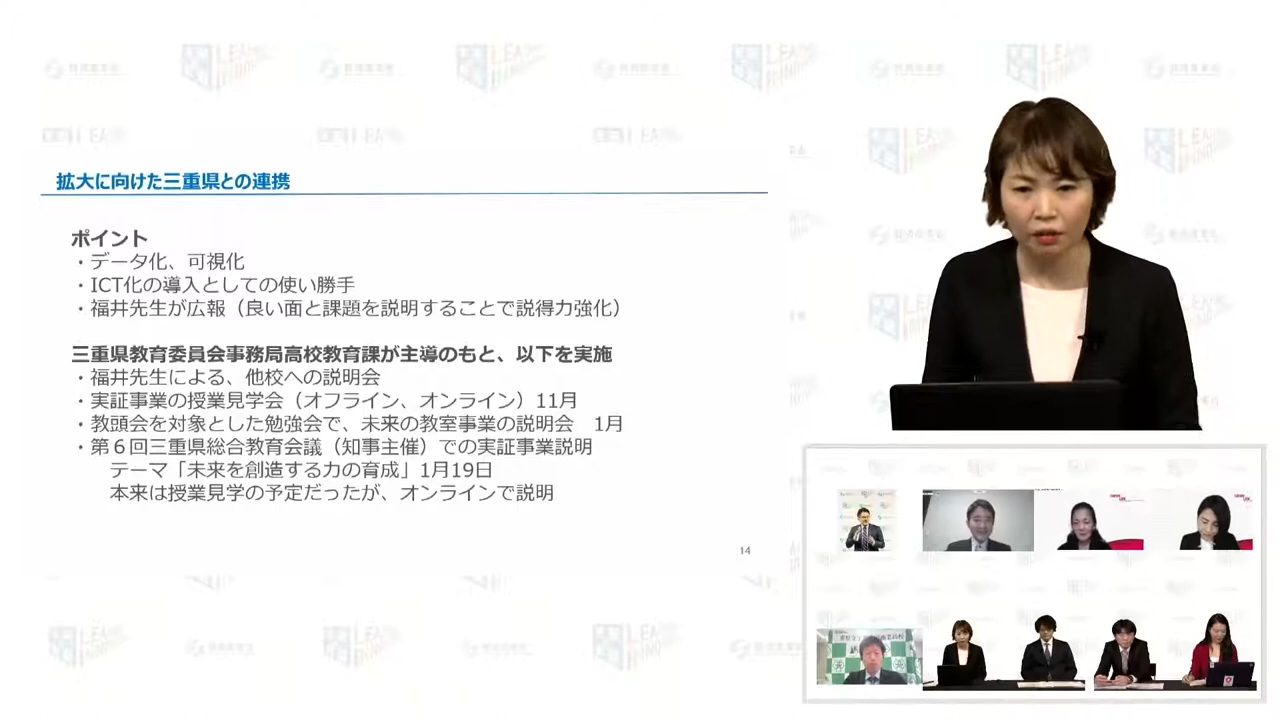 拡大に向けた三重県との連携
ポイント
・データ化、可視化
・ICT化の導入としての使い勝手
・福井先生が広報（良い面と課題を説明することで説得力強化）
三重県教育委員会事務局高校教育課が主導のもと、以下を実施
・福井先生による、他校への説明会
・実証事業の授業見学会（オフライン、オンライン）11月
・教頭会を対象とした勉強会で、未来の教室事業の説明会　1月
・第６回三重県総合教育会議（知事主催）での実証事業説明
テーマ「未来を創造する力の育成」1月19日
本来は授業見学の予定だったが、オンラインで説明
14